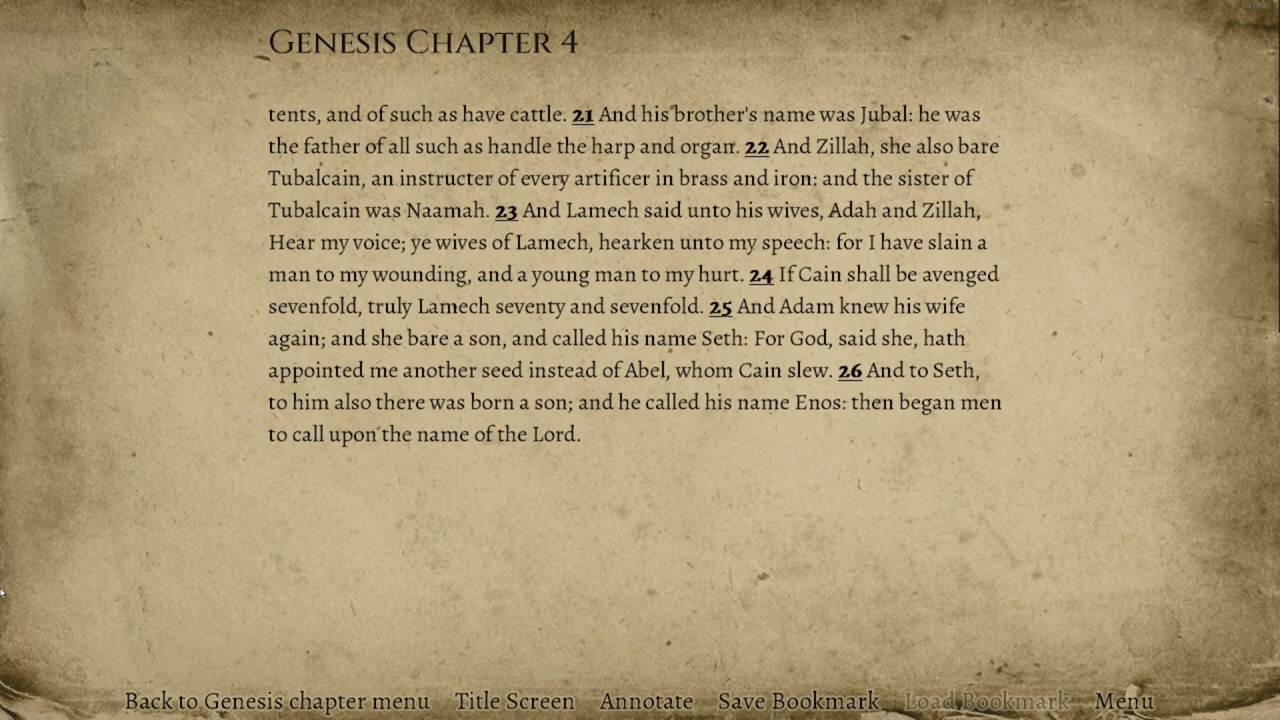 Genesis Chapter 4
tents, and of such as have cattle. 21 And his brother's name was Jubal: he was
the father of all such as handle the harp and organ. 22 And Zillah, she also bare
Tubalcain, an instructer of every artificer in brass and iron: and the sister of
Tubalcain was Naamah. 23 And Lamech said unto his wives, Adah and Zillah,
Hear my voice; ye wives of Lamech, hearken unto my speech: for I have slain a
man to my wounding, and a young man to my hurt. 24 If Cain shall be avenged
sevenfold, truly Lamech seventy and sevenfold. 25 And Adam knew his wife
again; and she bare a son, and called his name Seth: For God, said she, hath
appointed me another seed instead of Abel, whom Cain slew. 26 And to Seth,
to him also there was born a son; and he called his name Enos: then began men
to call upon the name of the Lord.
Back to Genesis chapter menu Title Screen Annotate Save Bookmark Load Bookmark Menu